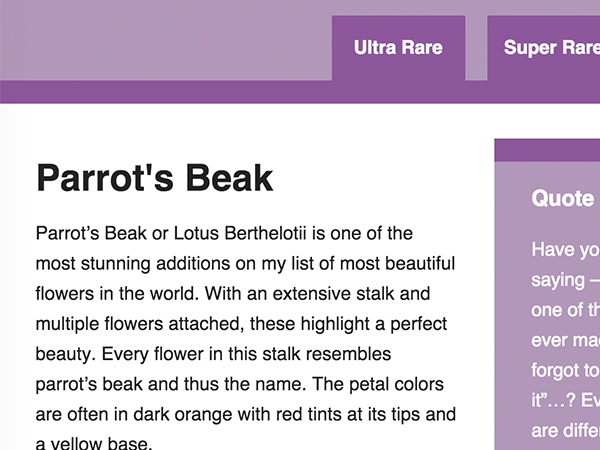 Ultra Rare
Super Rare
Parrot's Beak
Parrot’s Beak or Lotus Berthelotii is one of the
most stunning additions on my list of most beautiful
flowers in the world. With an extensive stalk and
multiple flowers attached, these highlight a perfect
beauty. Every flower in this stalk resembles
parrot’s beak and thus the name. The petal colors
are often in dark orange with red tints at its tips and
a yellow base.
Quote
Have yo
saying –
one of th
ever mad
forgot to
it”…? Ev
are differ